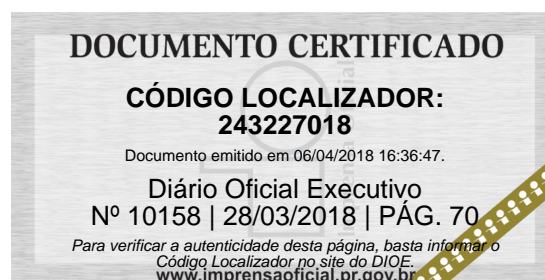 DOCUMENTO CERTIFICADO
CÓDIGO LOCALIZADOR:
243227018
Documento emitido em 06/04/2018 16:36:47.
Diário Oficial Executivo
Nº 10158 | 28/03/2018 | PÁG. 70
Para verificar a autenticidade desta página, basta informar o
Código Localizador no site do DIOE.
www.imprensaoficial.pr.gov.br